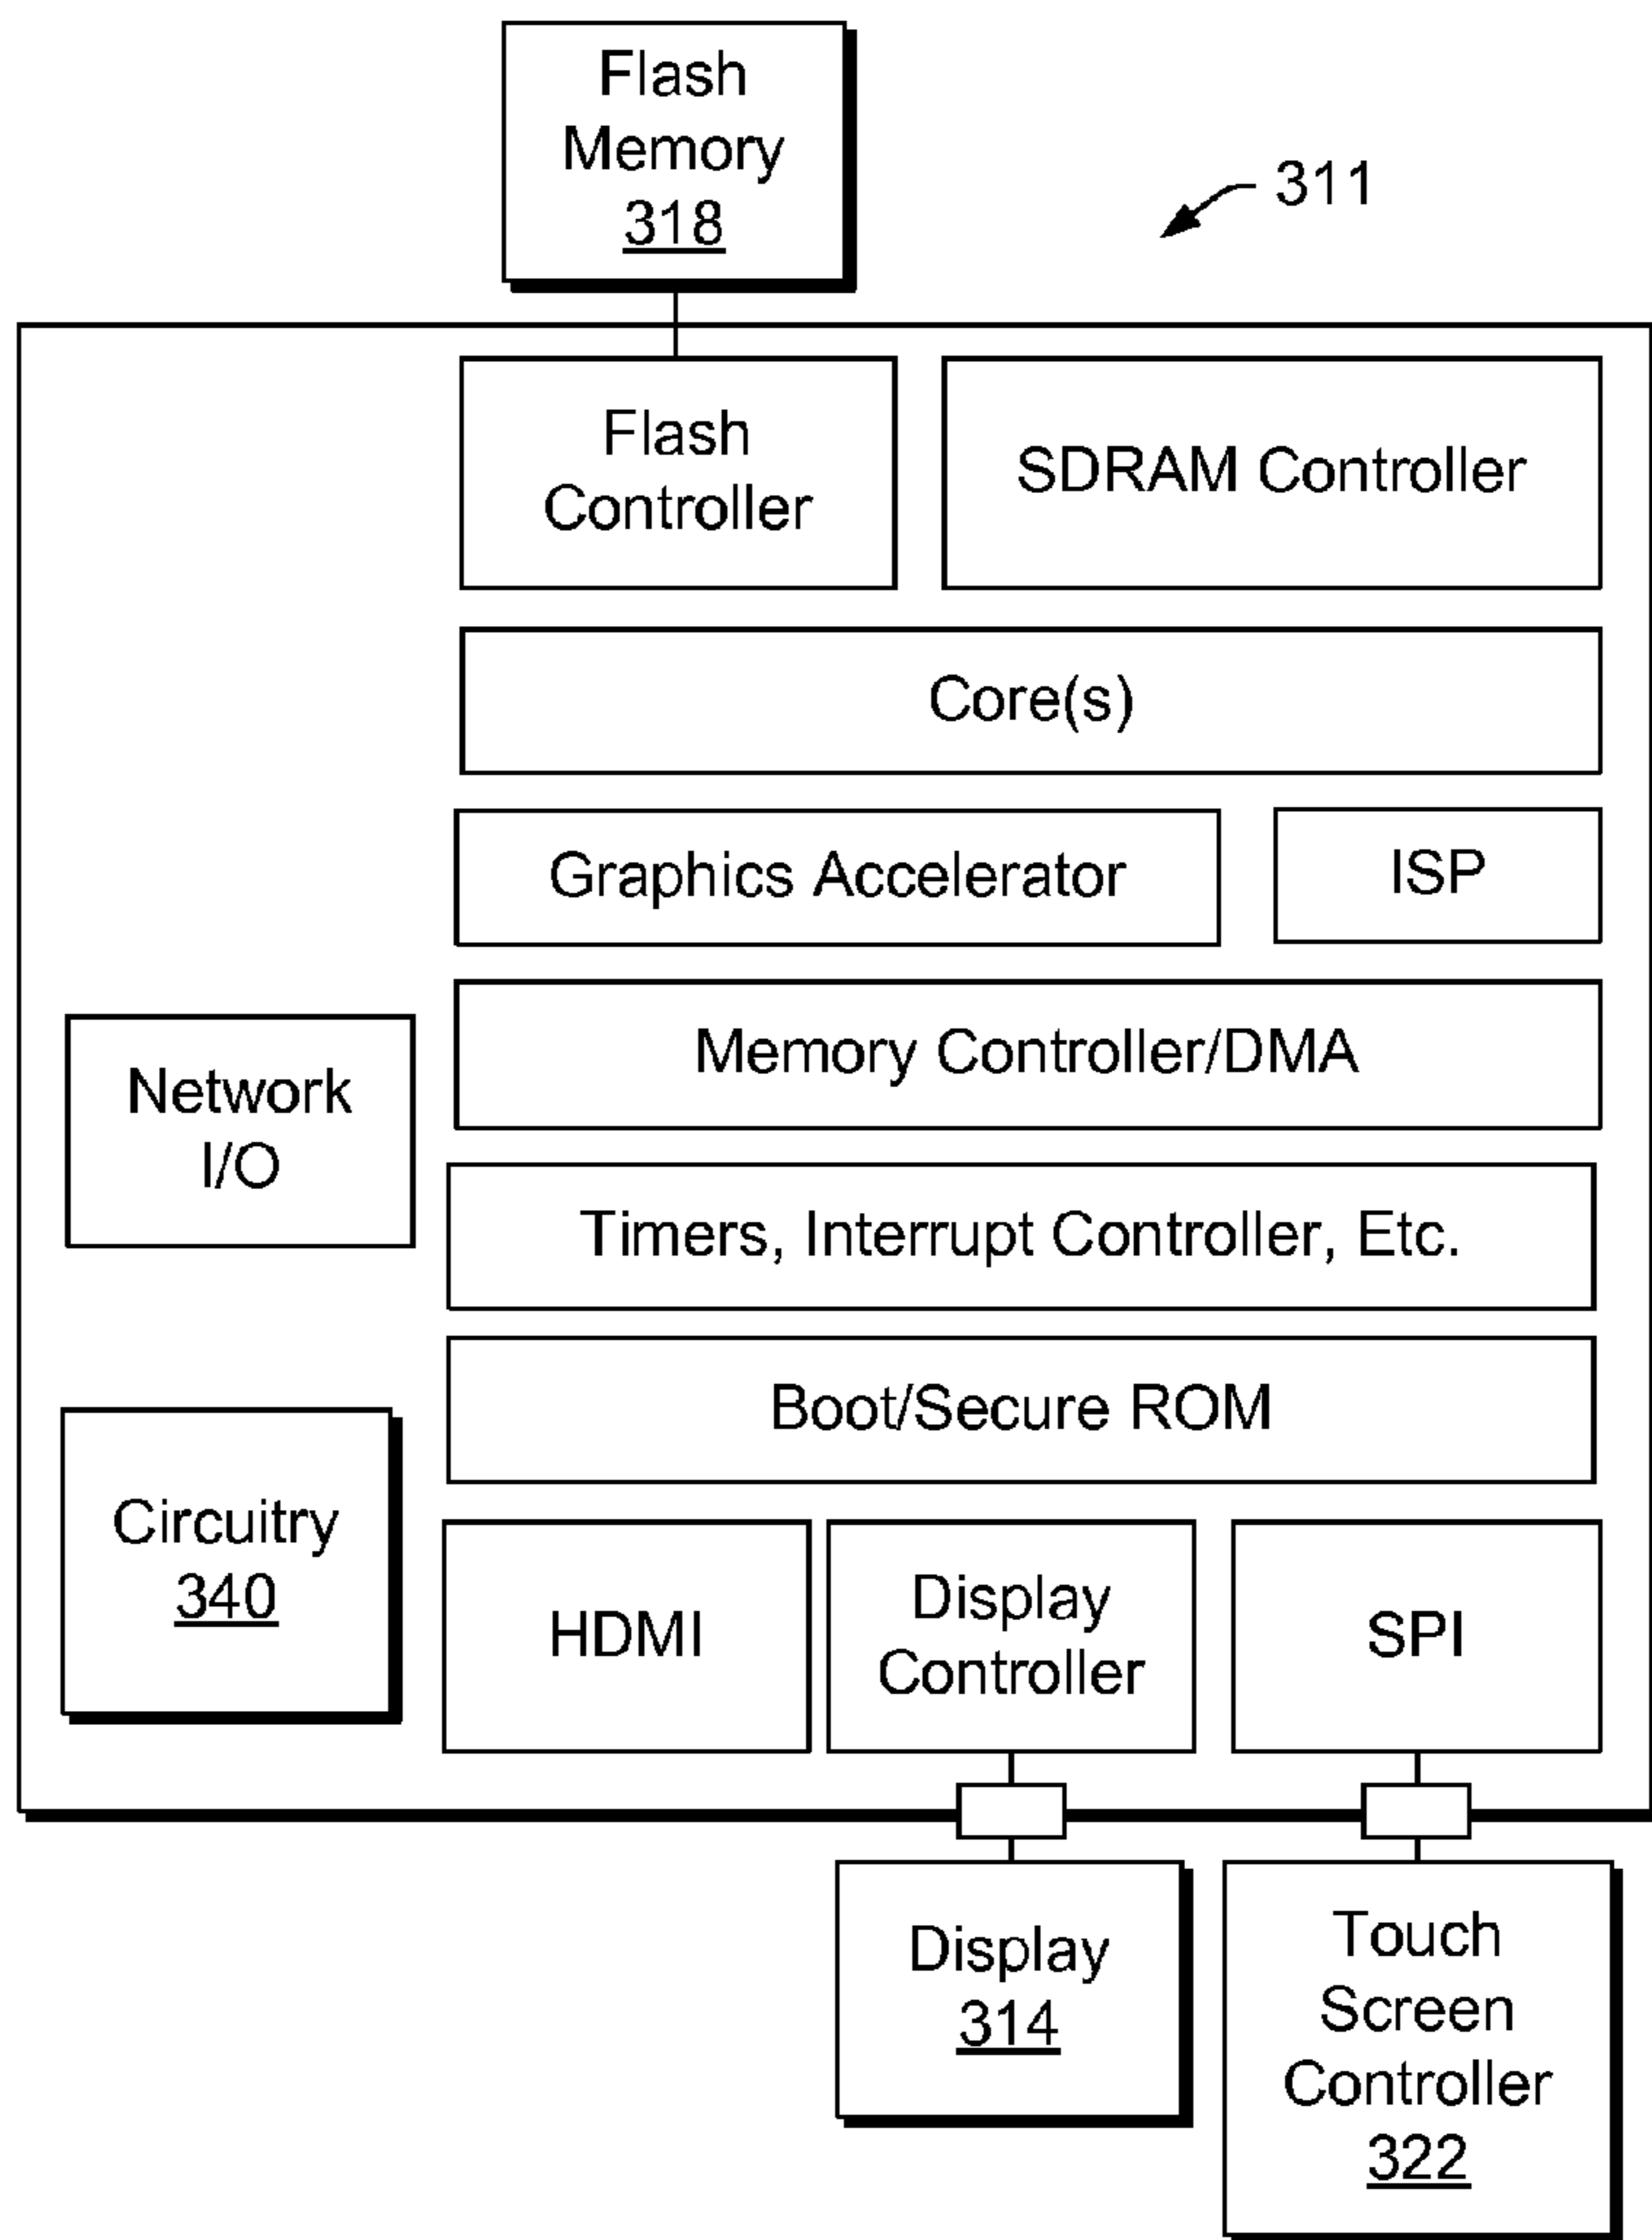 Flash
Memory
318
311
Flash
Controller
SDRAM Controller
Core(s)
Graphics Accelerator
ISP
Memory Controller/DMA
Network
I/O
Timers, Interrupt Controller, Etc.
Boot/Secure ROM
Circuitry
340
HDMI
Display
Controller
SPI
Display
314
Touch
Screen
Controller
322